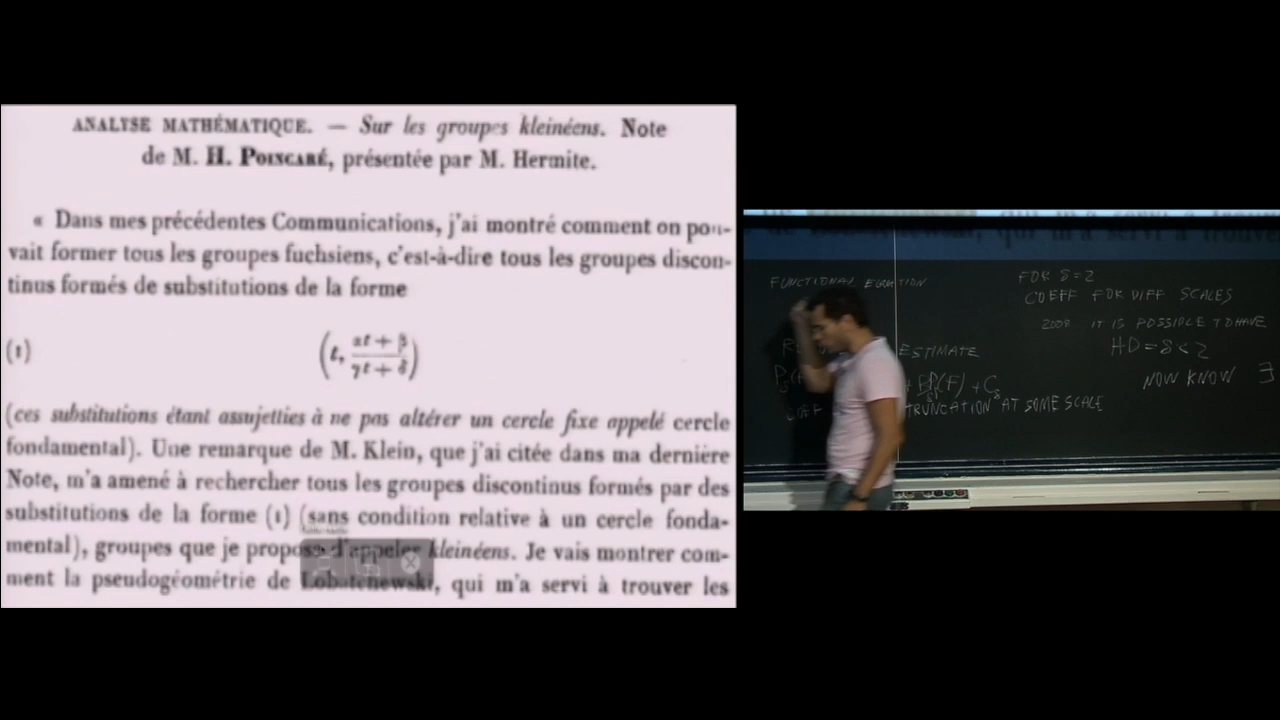 ANALYSE MATHÉMATIQUE. — Sur les groupes kleinéens. Note
de M. H. POINCARÉ, présentée par M. Hermite.
« Dans mes précédentes Communications, j'ai montré comment on pou-
vait former tous les groupes fuchsiens, c'est-à-dire tous les groupes discon-
tinus formés de substitutions de la forme
(1) (t, αt + β / γt + δ)
(ces substitutions étant assujetties à ne pas altérer un cercle fixe appelé cercle
fondamental). Une remarque de M. Klein, que j'ai citée dans ma dernière
Note, m'a amené à rechercher tous les groupes discontinus formés par des
substitutions de la forme (1) (sans condition relative à un cercle fonda-
mental), groupes que je propose d'appeler kleinéens. Je vais montrer com-
ment la pseudogéométrie de Lobatchewski, qui m'a servi à trouver les
FUNCTIONAL EQUATION
ESTIMATE
COEFF TRUNCATION AT SOME SCALE
FOR δ=2
COEFF FOR DIFF SCALES
2008 IT IS POSSIBLE TO HAVE
HD = δ < 2
NOW KNOW ∃